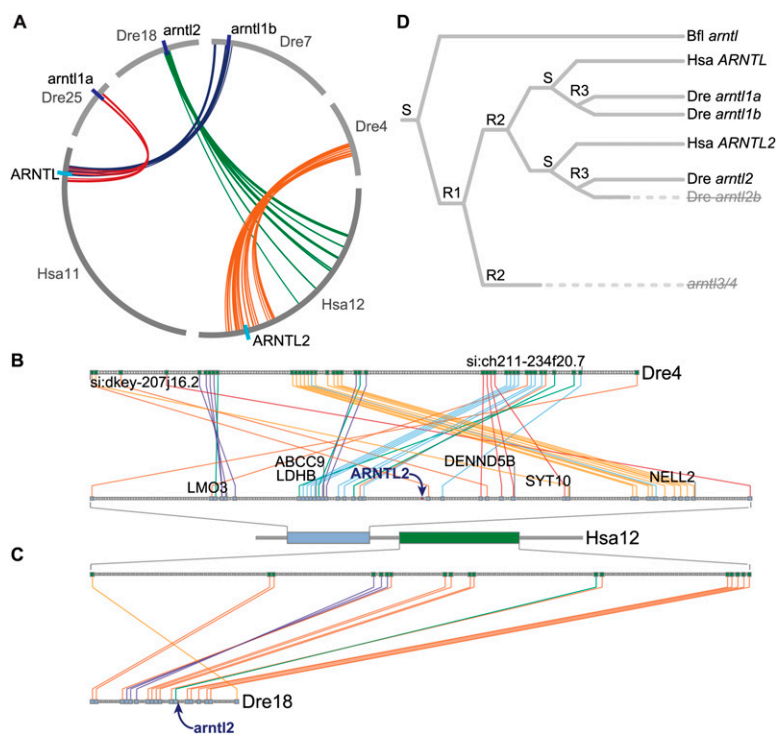 A
Dre18
arntl2
arntl1b
Dre7
arntl1a
Dre25
Dre4
ARNTL
Hsa11
Hsa12
ARNTL2
D
Bfl arntl
Hsa ARNTL
S
R3
Dre arntl1a
Dre arntl1b
S
R2
Hsa ARNTL2
S
R3
Dre arntl2
Dre arntl2b
R1
R2
arntl3/4
B
si:ch211-234f20.7
si:dkey-207j16.2
Dre4
ABCC9
LDHB
DENND5B
ARNTL2
LMO3
SYT10
NELL2
Hsa12
C
Dre18
arntl2